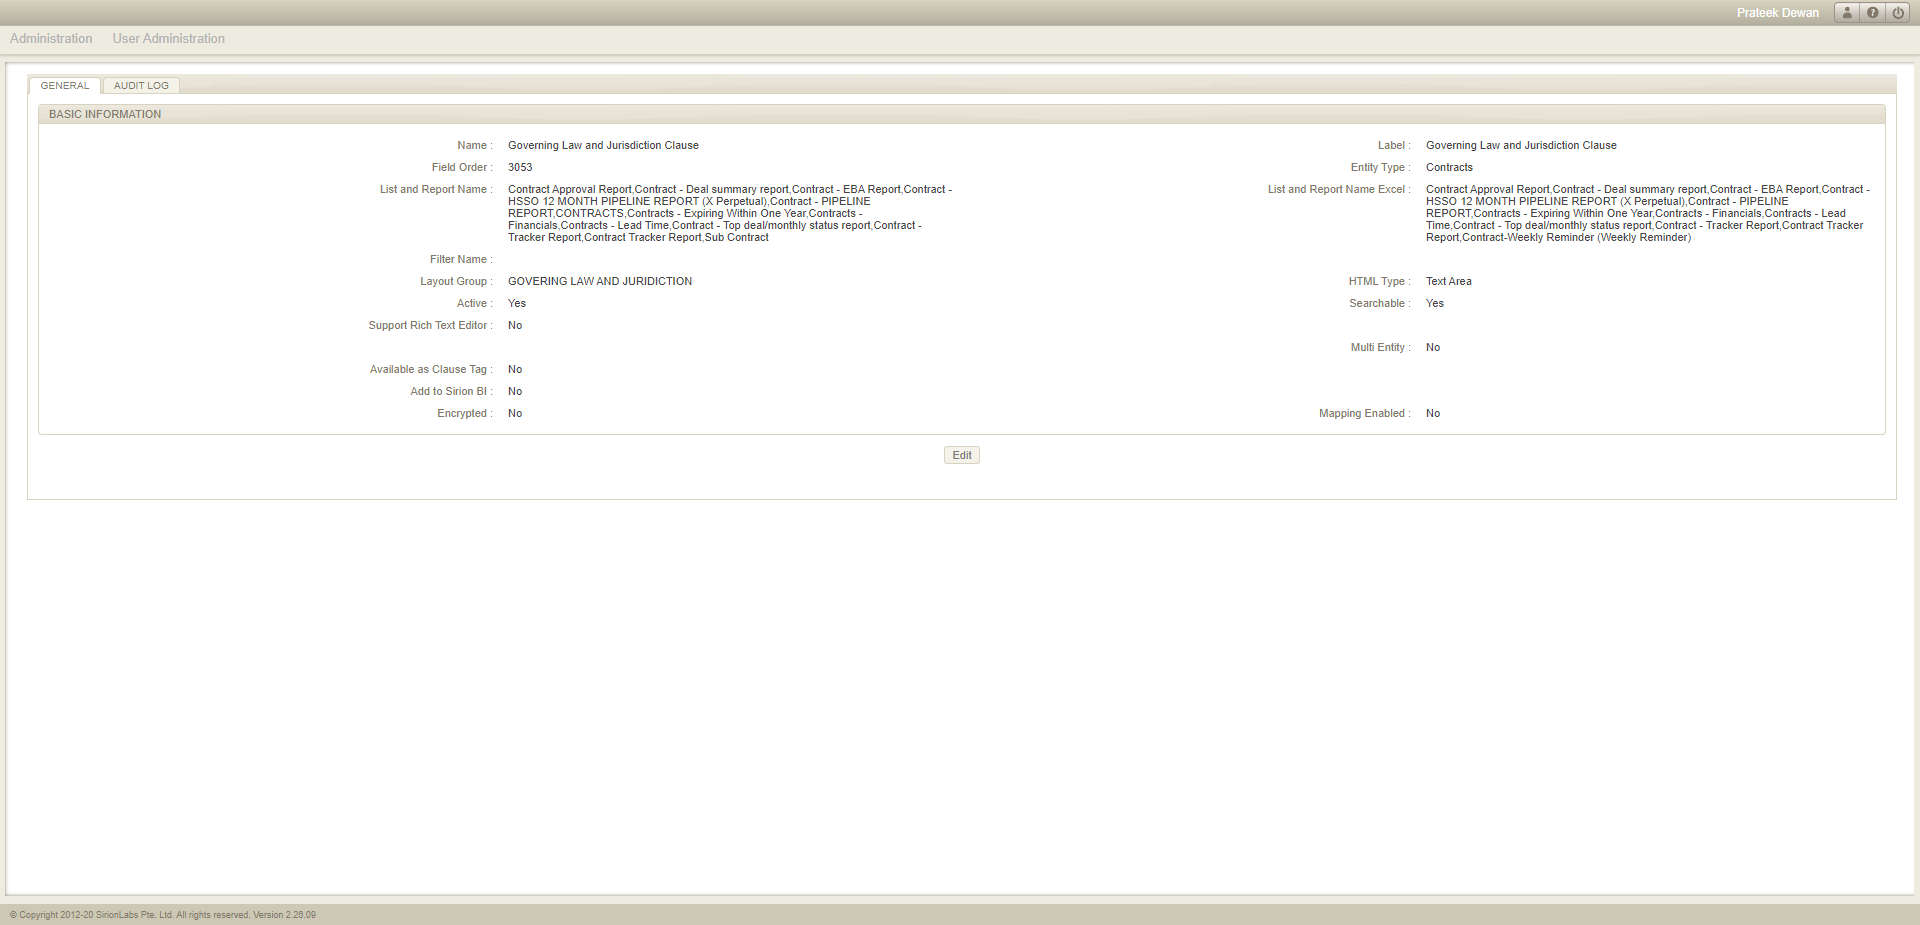 Prateek Dewan
Administration User Administration
GENERAL AUDIT LOG
BASIC INFORMATION
Name : Governing Law and Jurisdiction Clause
Label : Governing Law and Jurisdiction Clause
Field Order : 3053
Entity Type : Contracts
List and Report Name : Contract Approval Report,Contract - Deal summary report,Contract - EBA Report,Contract -
HSSO 12 MONTH PIPELINE REPORT (X Perpetual),Contract - PIPELINE
REPORT,CONTRACTS,Contracts - Expiring Within One Year,Contracts -
Financials,Contracts - Lead Time,Contract - Top deal/monthly status report,Contract -
Tracker Report,Contract Tracker Report,Sub Contract
List and Report Name Excel : Contract Approval Report,Contract - Deal summary report,Contract - EBA Report,Contract -
HSSO 12 MONTH PIPELINE REPORT (X Perpetual),Contract - PIPELINE
REPORT,Contracts - Expiring Within One Year,Contracts - Financials,Contracts - Lead
Time,Contract - Top deal/monthly status report,Contract - Tracker Report,Contract Tracker
Report,Contract-Weekly Reminder (Weekly Reminder)
Filter Name :
Layout Group : GOVERING LAW AND JURIDICTION
HTML Type : Text Area
Active : Yes
Searchable : Yes
Support Rich Text Editor : No
Multi Entity : No
Available as Clause Tag : No
Add to Sirion BI : No
Encrypted : No
Mapping Enabled : No
Edit
© Copyright 2012-20 SirionLabs Pte. Ltd. All rights reserved. Version 2.26.09